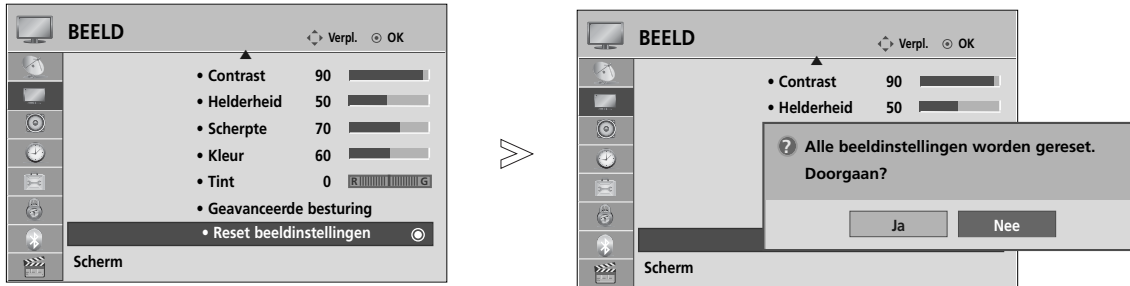 BEELD
Verpl. OK
• Contrast 90
• Helderheid 50
• Scherpte 70
• Kleur 60
• Tint 0 R G
• Geavanceerde besturing
• Reset beeldinstellingen
Scherm
BEELD
Verpl. OK
• Contrast 90
• Helderheid 50
? Alle beeldinstellingen worden gereset.
Doorgaan?
Ja Nee
Scherm